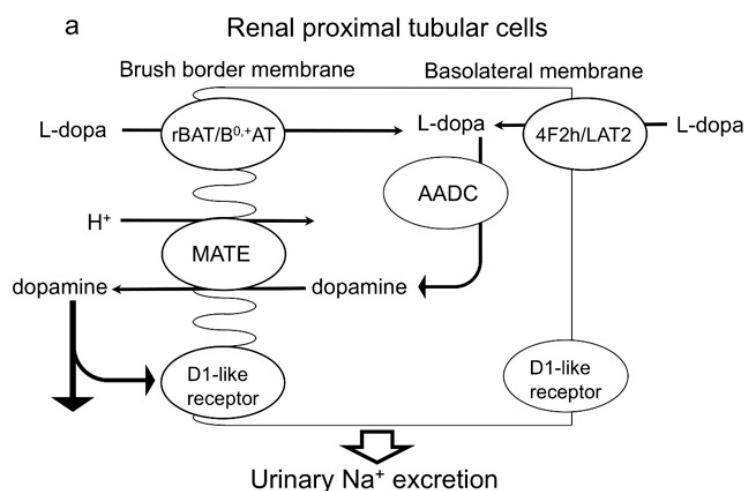 a
Renal proximal tubular cells
Brush border membrane
Basolateral membrane
L-dopa
rBAT/B⁰,⁺AT
L-dopa
4F2h/LAT2
L-dopa
AADC
H⁺
MATE
dopamine
dopamine
D1-like
receptor
D1-like
receptor
Urinary Na⁺ excretion